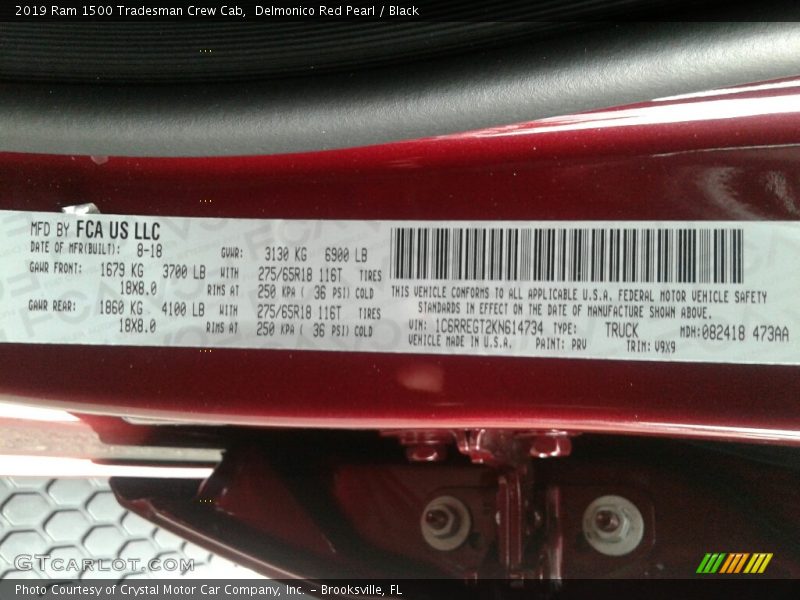 2019 Ram 1500 Tradesman Crew Cab,  Delmonico Red Pearl / Black
MFD BY FCA US LLC
DATE OF MFR(BUILT): 8-18 GVWR: 3130 KG 6900 LB
GAWR FRONT: 1679 KG 3700 LB WITH 275/65R18 116T TIRES
18X8.0 RIMS AT 250 KPA ( 36 PSI) COLD
GAWR REAR: 1860 KG 4100 LB WITH 275/65R18 116T TIRES
18X8.0 RIMS AT 250 KPA ( 36 PSI) COLD
THIS VEHICLE CONFORMS TO ALL APPLICABLE U.S.A. FEDERAL MOTOR VEHICLE SAFETY
STANDARDS IN EFFECT ON THE DATE OF MANUFACTURE SHOWN ABOVE.
VIN: 1C6RREGT2KN614734 TYPE: TRUCK MDH:082418 473AA
VEHICLE MADE IN U.S.A. PAINT: PRV TRIM: V9X9
GTCarLot.com
Photo Courtesy of Crystal Motor Car Company, Inc. – Brooksville, FL